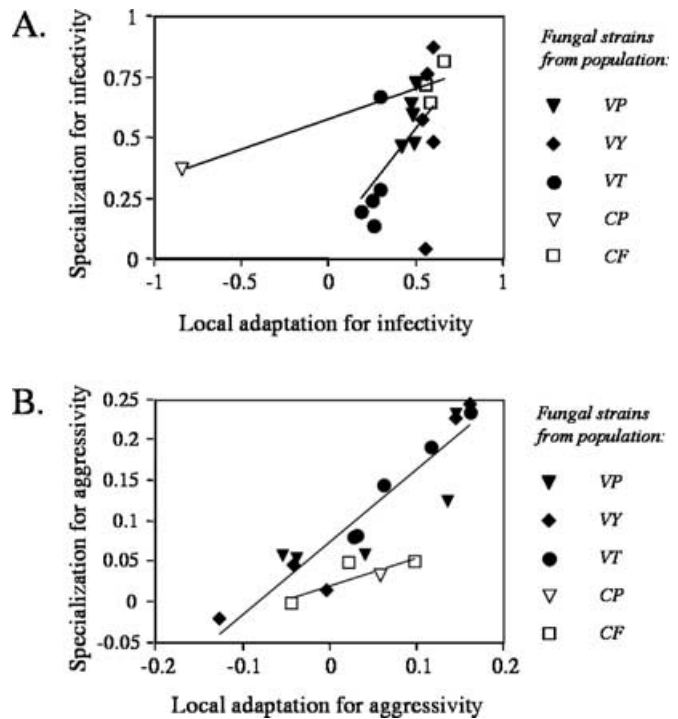 A.
Specialization for infectivity
1
0.75
0.5
0.25
0
-1
-0.5
0
0.5
1
Local adaptation for infectivity
Fungal strains
from population:
VP
VY
VT
CP
CF
B.
Specialization for aggressivity
0.25
0.2
0.15
0.1
0.05
0
-0.05
-0.2
-0.1
0
0.1
0.2
Local adaptation for aggressivity
Fungal strains
from population:
VP
VY
VT
CP
CF